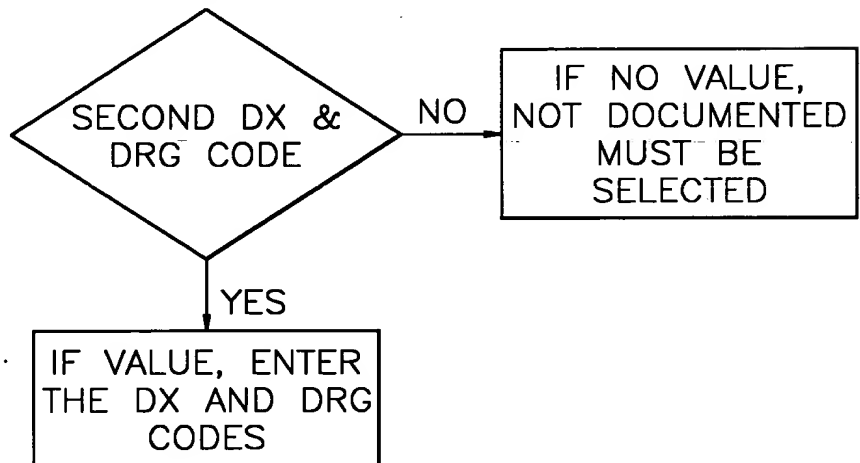 SECOND DX &
DRG CODE
NO
IF NO VALUE,
NOT DOCUMENTED
MUST BE
SELECTED
YES
IF VALUE, ENTER
THE DX AND DRG
CODES